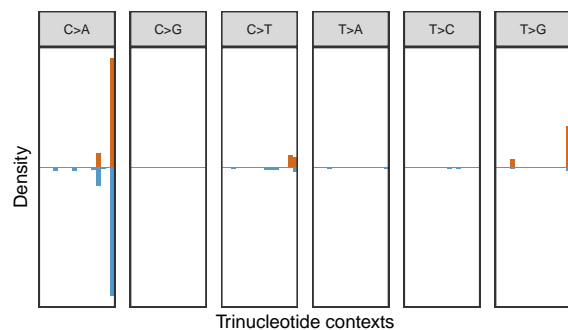 C>A
C>G
C>T
T>A
T>C
T>G
Density
Trinucleotide contexts